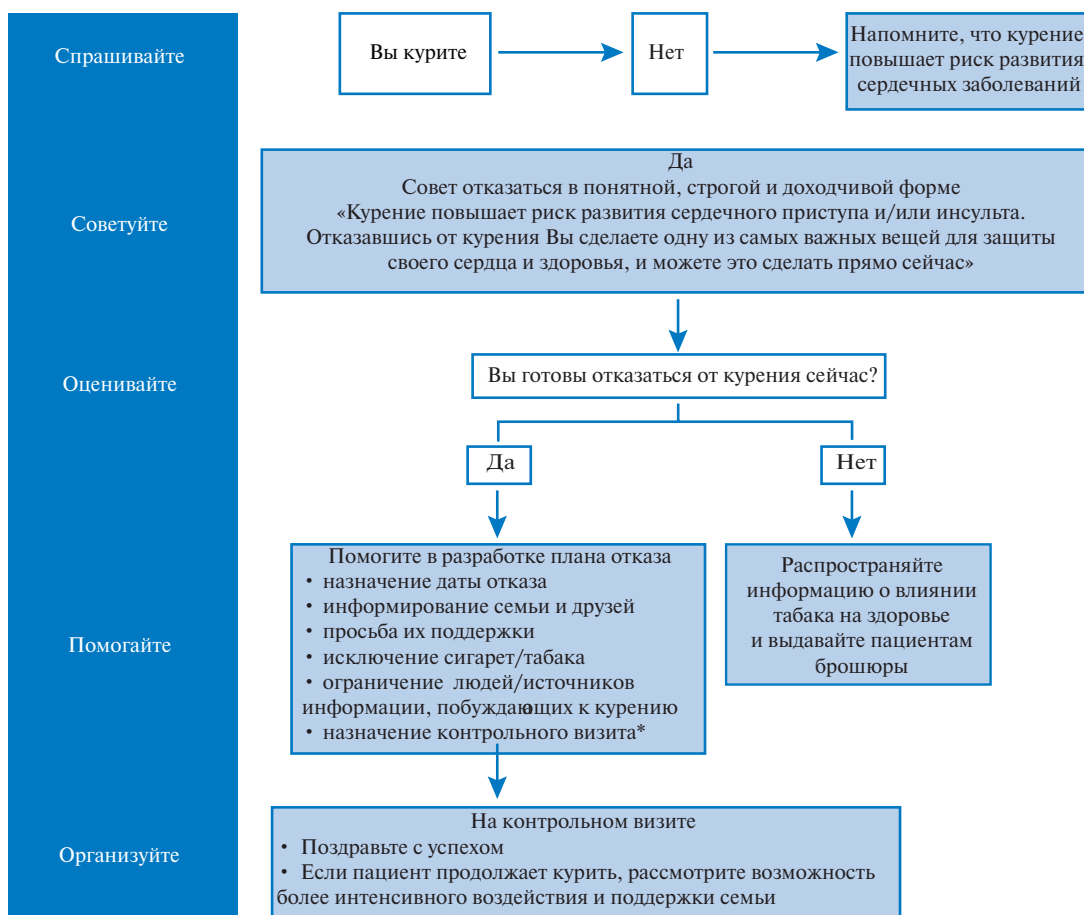 Спрашивайте
Вы курите
Нет
Напомните, что курение
повышает риск развития
сердечных заболеваний
Советуйте
Да
Совет отказаться в понятной, строгой и доходчивой форме
«Курение повышает риск развития сердечного приступа и/или инсульта.
Отказавшись от курения Вы сделаете одну из самых важных вещей для защиты
своего сердца и здоровья, и можете это сделать прямо сейчас»
Оценивайте
Вы готовы отказаться от курения сейчас?
Да
Нет
Помогайте
Помогите в разработке плана отказа
• назначение даты отказа
• информирование семьи и друзей
• просьба их поддержки
• исключение сигарет/табака
• ограничение людей/источников
информации, побуждающих к курению
• назначение контрольного визита*
Распространяйте
информацию о влиянии
табака на здоровье
и выдавайте пациентам
брошюры
Организуйте
На контрольном визите
• Поздравьте с успехом
• Если пациент продолжает курить, рассмотрите возможность
более интенсивного воздействия и поддержки семьи